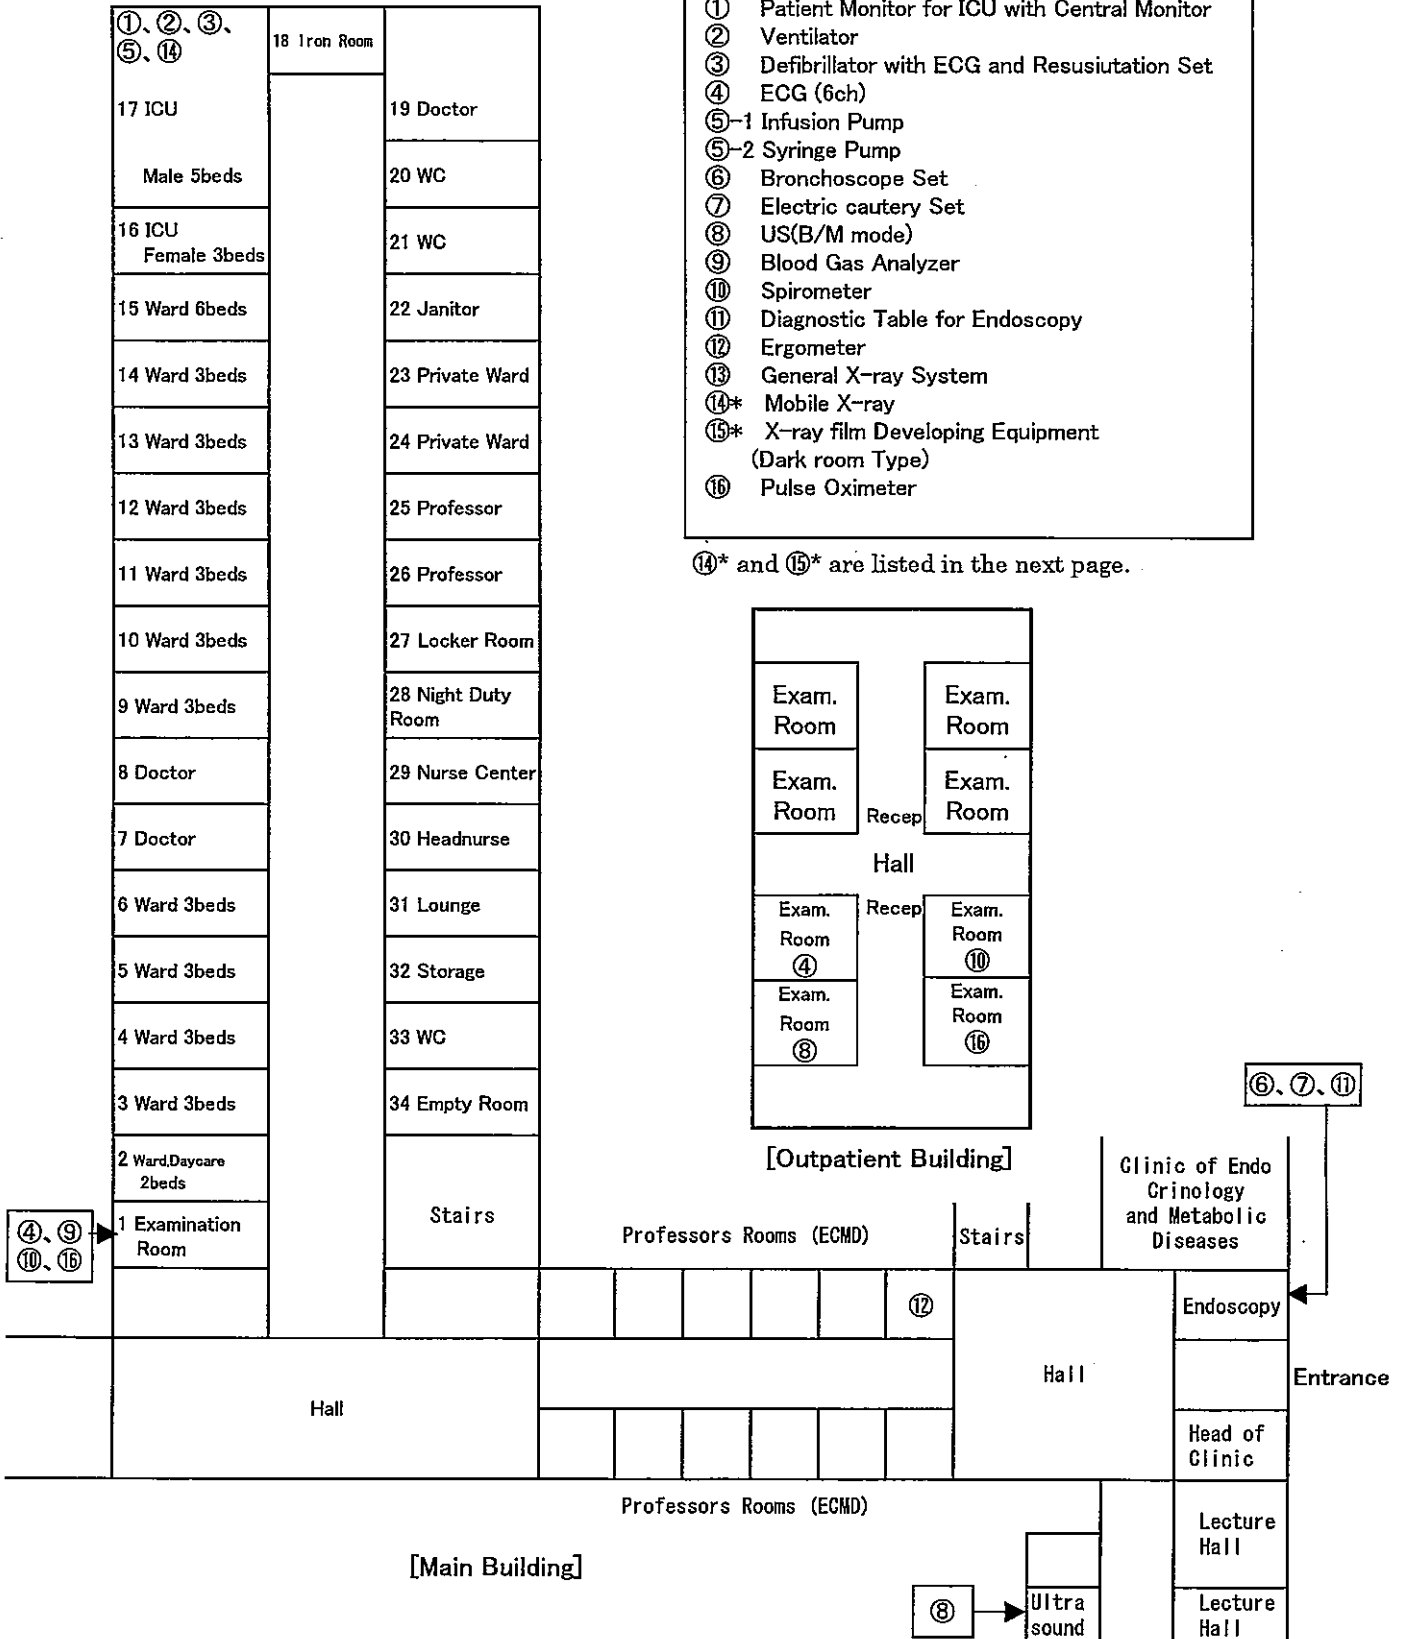 ①、②、③、
⑤、⑭
17 ICU
Male 5beds
16 ICU
Female 3beds
15 Ward 6beds
14 Ward 3beds
13 Ward 3beds
12 Ward 3beds
11 Ward 3beds
10 Ward 3beds
9 Ward 3beds
8 Doctor
7 Doctor
6 Ward 3beds
5 Ward 3beds
4 Ward 3beds
3 Ward 3beds
2 Ward,Daycare
2beds
1 Examination
Room
④、⑨
⑩、⑯
18 Iron Room
19 Doctor
20 WC
21 WC
22 Janitor
23 Private Ward
24 Private Ward
25 Professor
26 Professor
27 Locker Room
28 Night Duty
Room
29 Nurse Center
30 Headnurse
31 Lounge
32 Storage
33 WC
34 Empty Room
Stairs
① Patient Monitor for ICU with Central Monitor
② Ventilator
③ Defibrillator with ECG and Resusiutation Set
④ ECG (6ch)
⑤-1 Infusion Pump
⑤-2 Syringe Pump
⑥ Bronchoscope Set
⑦ Electric cautery Set
⑧ US(B/M mode)
⑨ Blood Gas Analyzer
⑩ Spirometer
⑪ Diagnostic Table for Endoscopy
⑫ Ergometer
⑬ General X-ray System
⑭* Mobile X-ray
⑮* X-ray film Developing Equipment
(Dark room Type)
⑯ Pulse Oximeter
⑭* and ⑮* are listed in the next page.
Exam.
Room
Exam.
Room
Exam.
Room
Exam.
Room
Recep
Hall
Recep
Exam.
Room
④
Exam.
Room
⑩
Exam.
Room
⑧
Exam.
Room
⑯
[Outpatient Building]
⑥、⑦、⑪
Clinic of Endo
Crinology
and Metabolic
Diseases
Professors Rooms (ECMD)
Stairs
⑫
Endoscopy
Hall
Entrance
Hall
Head of
Clinic
Professors Rooms (ECMD)
Lecture
Hall
[Main Building]
⑧
Ultra
sound
Lecture
Hall